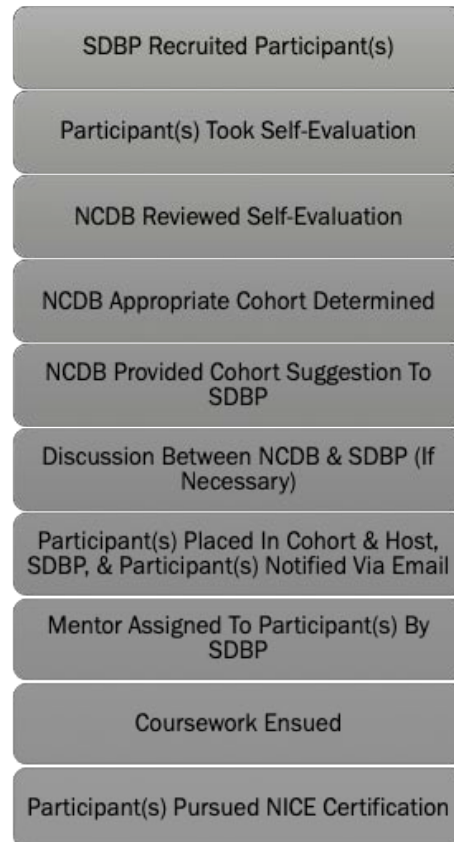 SDBP Recruited Participant(s)
Participant(s) Took Self-Evaluation
NCDB Reviewed Self-Evaluation
NCDB Appropriate Cohort Determined
NCDB Provided Cohort Suggestion To
SDBP
Discussion Between NCDB & SDBP (If
Necessary)
Participant(s) Placed In Cohort & Host,
SDBP, & Participant(s) Notified Via Email
Mentor Assigned To Participant(s) By
SDBP
Coursework Ensued
Participant(s) Pursued NICE Certification